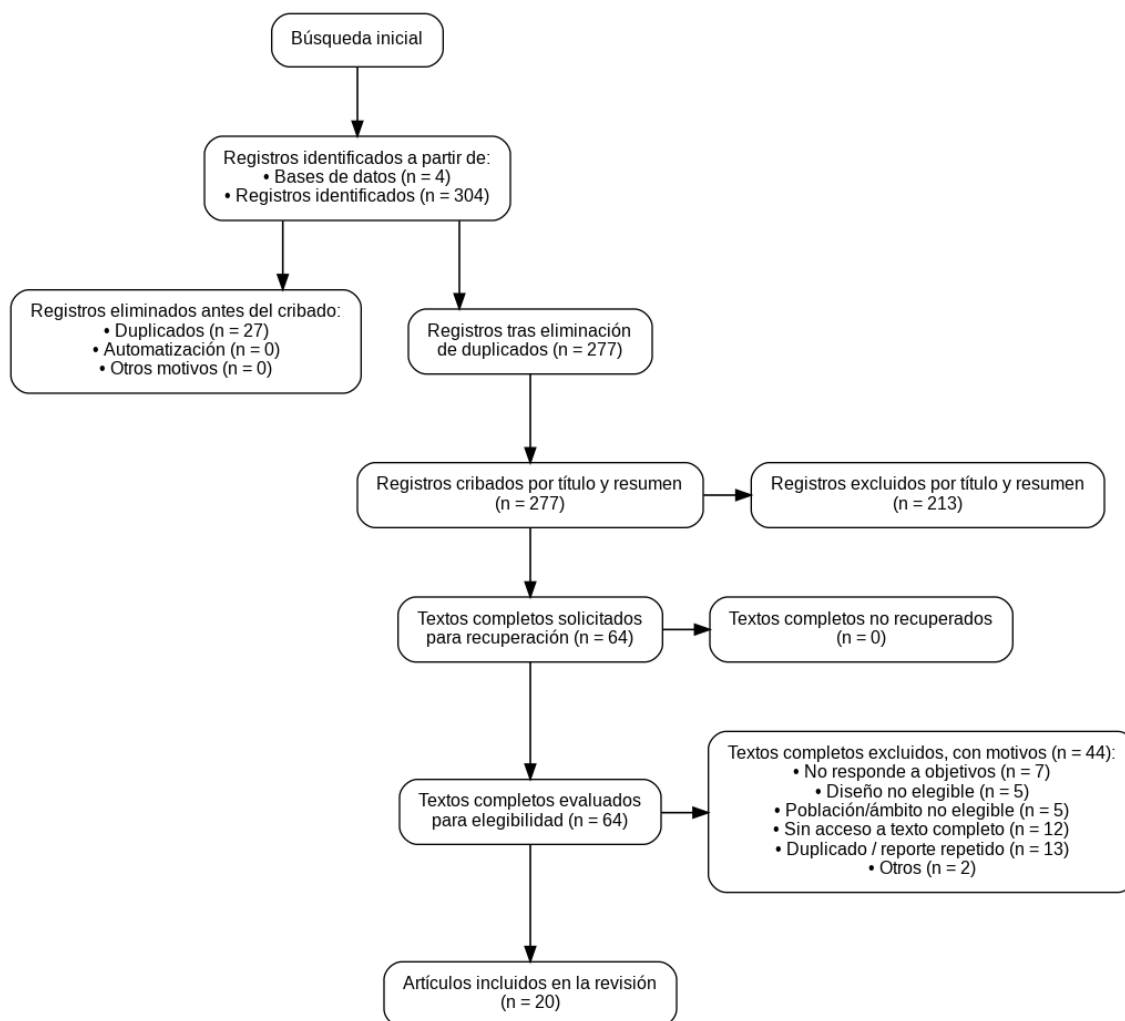 Búsqueda inicial
Registros identificados a partir de:
• Bases de datos (n = 4)
• Registros identificados (n = 304)
Registros eliminados antes del cribado:
• Duplicados (n = 27)
• Automatización (n = 0)
• Otros motivos (n = 0)
Registros tras eliminación
de duplicados (n = 277)
Registros cribados por título y resumen
(n = 277)
Registros excluidos por título y resumen
(n = 213)
Textos completos solicitados
para recuperación (n = 64)
Textos completos no recuperados
(n = 0)
Textos completos evaluados
para elegibilidad (n = 64)
Textos completos excluidos, con motivos (n = 44):
• No responde a objetivos (n = 7)
• Diseño no elegible (n = 5)
• Población/ámbito no elegible (n = 5)
• Sin acceso a texto completo (n = 12)
• Duplicado / reporte repetido (n = 13)
• Otros (n = 2)
Artículos incluidos en la revisión
(n = 20)